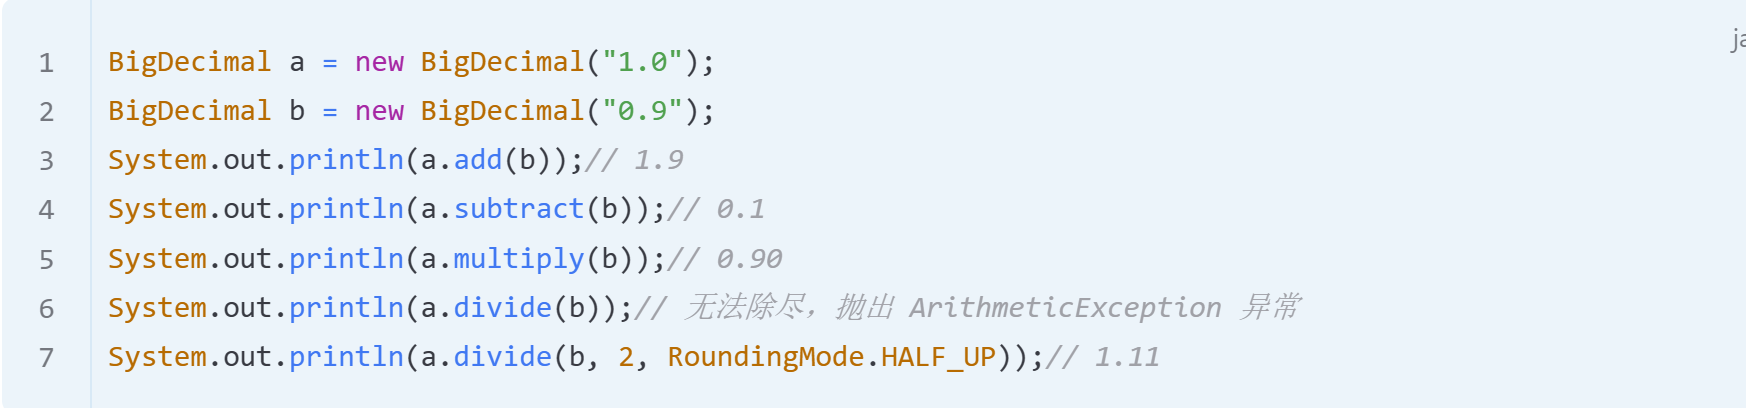 ja
1 BigDecimal a = new BigDecimal("1.0");
2 BigDecimal b = new BigDecimal("0.9");
3 System.out.println(a.add(b));// 1.9
4 System.out.println(a.subtract(b));// 0.1
5 System.out.println(a.multiply(b));// 0.90
6 System.out.println(a.divide(b));// 无法除尽，抛出 ArithmeticException 异常
7 System.out.println(a.divide(b, 2, RoundingMode.HALF_UP));// 1.11